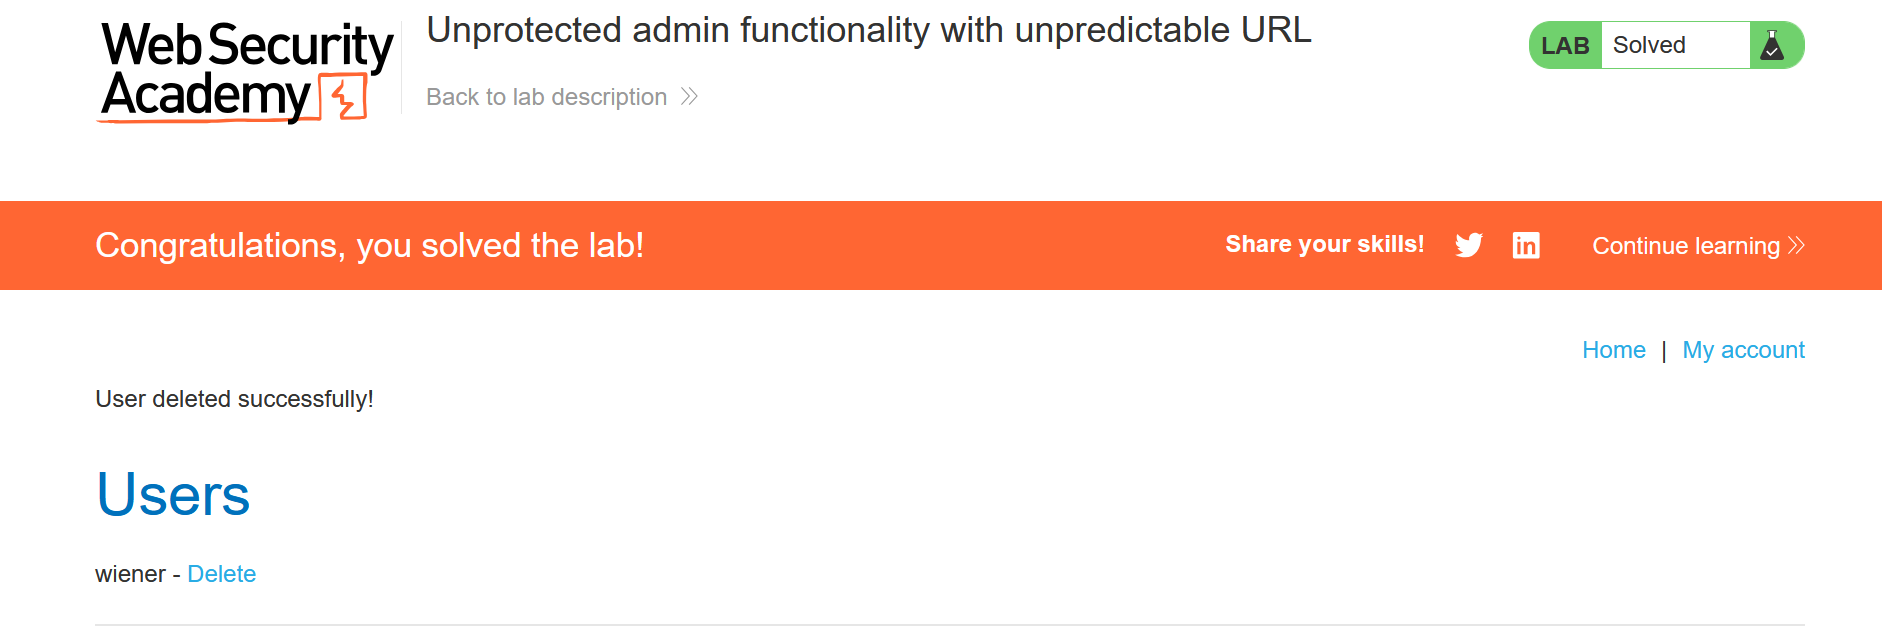 Web Security
Academy
Unprotected admin functionality with unpredictable URL
Back to lab description
LAB Solved
Congratulations, you solved the lab!
Share your skills!
Continue learning
Home | My account
User deleted successfully!
Users
wiener - Delete